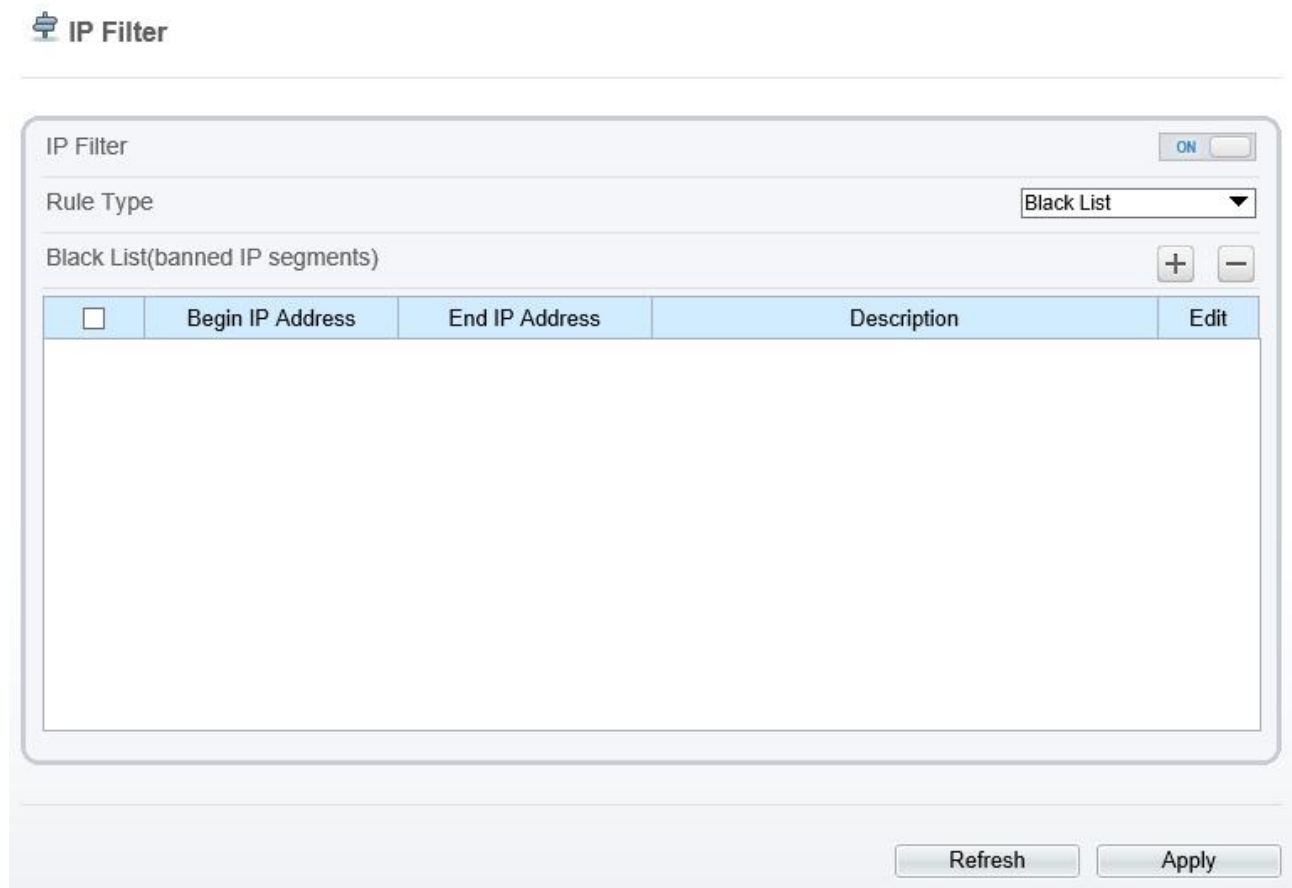 IP Filter
IP Filter ON
Rule Type Black List
Black List(banned IP segments)
Begin IP Address End IP Address Description Edit
Refresh Apply